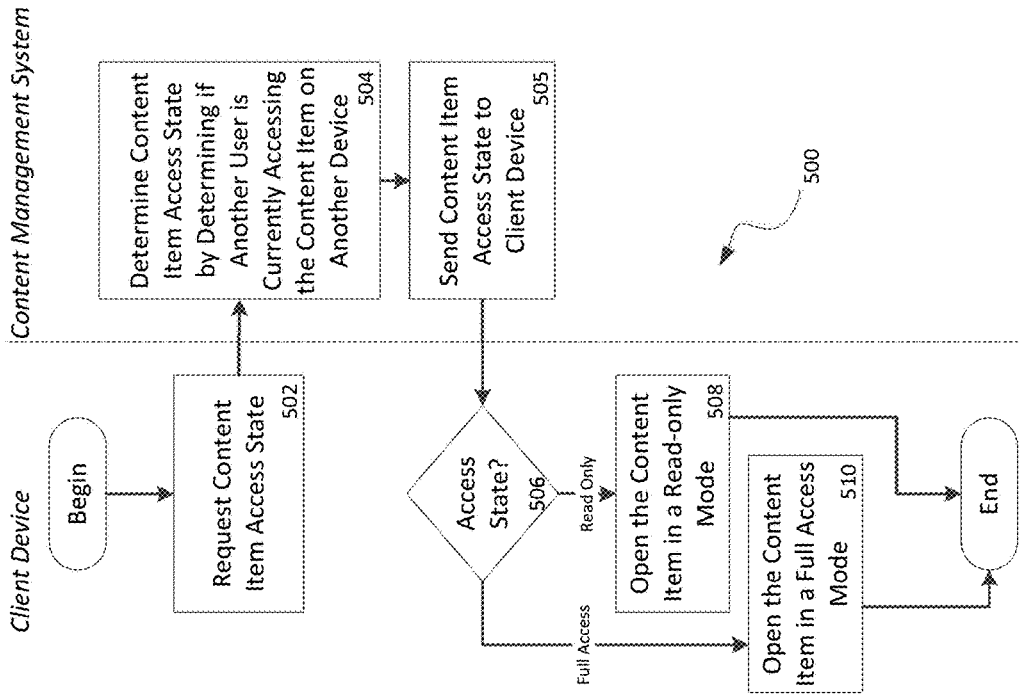 Client Device
Content Management System
Begin
Request Content
Item Access State
502
Determine Content
Item Access State
by Determining if
Another User is
Currently Accessing
the Content Item on
Another Device
504
Send Content Item
Access State to
Client Device
505
Access
State?
506
Read Only
Full Access
Open the Content
Item in a Read-only
Mode
508
Open the Content
Item in a Full Access
Mode
510
End
500